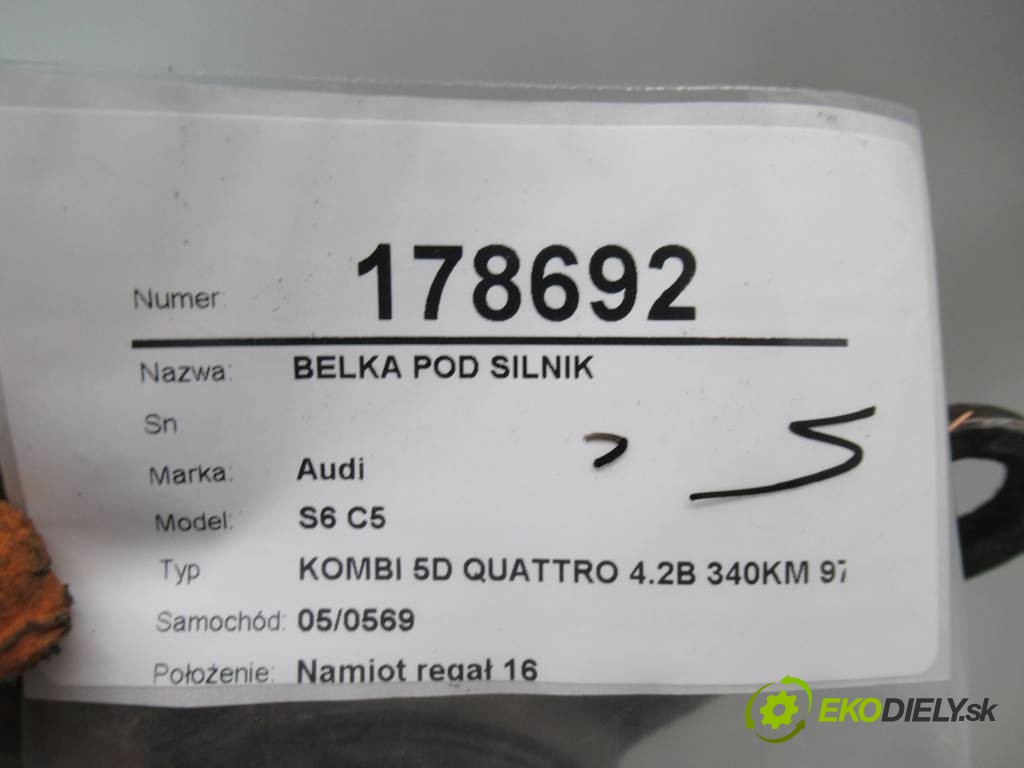 Numer: 178692
Nazwa: BELKA POD SILNIK
Sn
Marka: Audi
Model: S6 C5
Typ KOMBI 5D QUATTRO 4.2B 340KM 97
Samochód: 05/0569
Położenie: Namiot regał 16
EKODIELY.sk